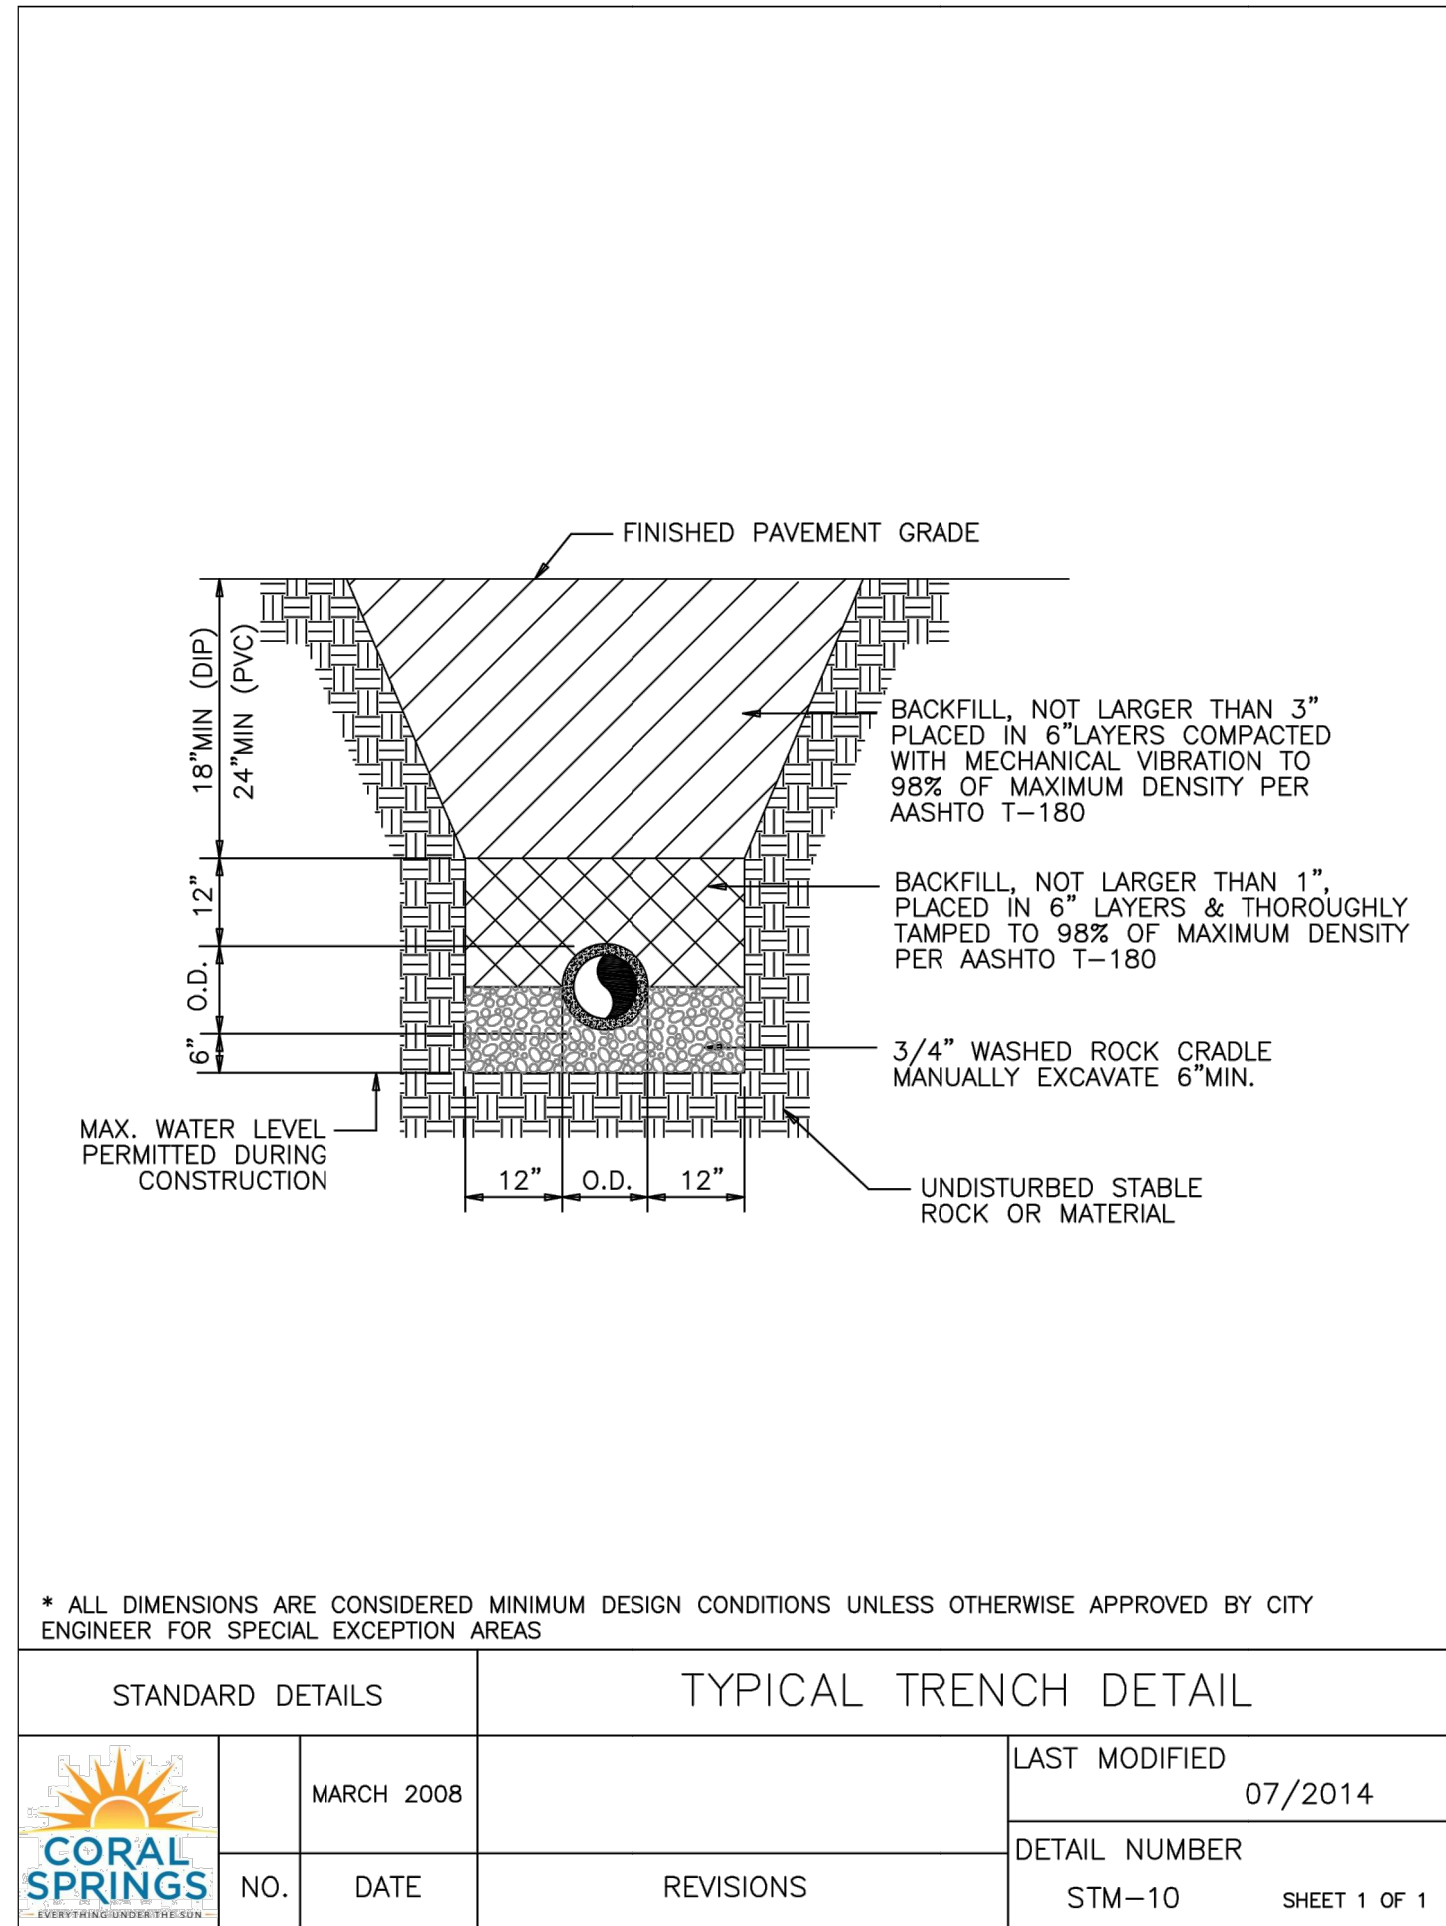 FINISHED PAVEMENT GRADE
18"MIN (DIP)
24"MIN (PVC)
BACKFILL, NOT LARGER THAN 3"
PLACED IN 6"LAYERS COMPACTED
WITH MECHANICAL VIBRATION TO
98% OF MAXIMUM DENSITY PER
AASHTO T-180
12"
BACKFILL, NOT LARGER THAN 1",
PLACED IN 6" LAYERS & THOROUGHLY
TAMPED TO 98% OF MAXIMUM DENSITY
PER AASHTO T-180
O.D.
6"
3/4" WASHED ROCK CRADLE
MANUALLY EXCAVATE 6"MIN.
MAX. WATER LEVEL
PERMITTED DURING
CONSTRUCTION
12" O.D. 12"
UNDISTURBED STABLE
ROCK OR MATERIAL
* ALL DIMENSIONS ARE CONSIDERED MINIMUM DESIGN CONDITIONS UNLESS OTHERWISE APPROVED BY CITY
ENGINEER FOR SPECIAL EXCEPTION AREAS
STANDARD DETAILS
TYPICAL TRENCH DETAIL
CORAL
SPRINGS
EVERYTHING UNDER THE SUN
MARCH 2008
NO. DATE REVISIONS
LAST MODIFIED
07/2014
DETAIL NUMBER
STM-10 SHEET 1 OF 1